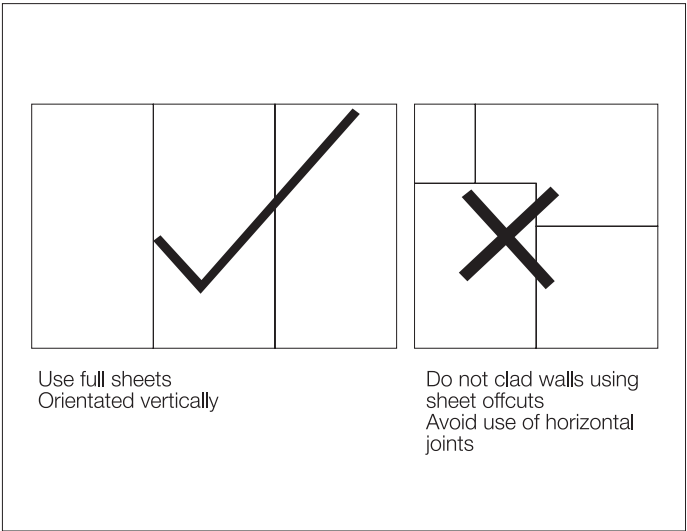 Use full sheets
Orientated vertically
Do not clad walls using
sheet offcuts
Avoid use of horizontal
joints